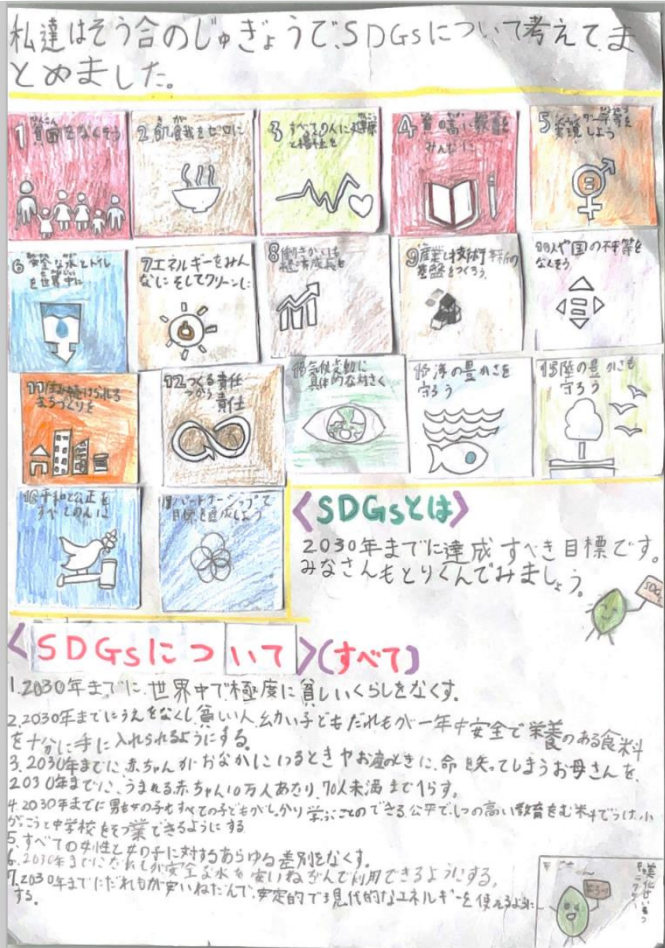 私達はそう合のじゅぎょうで、SDGsについて考えてま
とめました。
1 貧困をなくそう
2 飢餓をゼロに
3 すべての人に健康
と福祉を
4 質の高い教育を
みんなに
5 ジェンダー平等を
実現しよう
6 安全な水とトイレ
を世界中に
7 エネルギーをみん
なに そしてクリーンに
8 働きがいも
経済成長も
9 産業と技術革新の
基盤をつくろう
10 人や国の不平等
をなくそう
11 住み続けられる
まちづくりを
12 つくる責任
つかう責任
気候変動に
具体的な対さく
海の豊かさを
守ろう
15 陸の豊かさも
守ろう
16 平和と公正を
すべての人に
パートナーシップで
目標を達成しよう
〈SDGsとは〉
2030年までに達成すべき目標です。
みなさんもとりくんでみましょう。
SDGs
〈SDGsについて〉(すべて)
1.2030年までに、世界中で極度に貧しいくらしをなくす。
2.2030年までにうえをなくし、貧しい人、幼い子どもだれもが一年中安全で栄養のある食料
を十分に手に入れられるようにする。
3.2030年までに赤ちゃんがおなかにいるときやお産のときに、命を失ってしまうお母さんを、
2030年までに、うまれる赤ちゃん10万人あたり、70人未満までへらす。
4.2030年までに男も女の子もすべての子どもがしっかり学ぶことのできる公平で、しつの高い教育をむ料でうけ、小
がっこうと中学校をそつ業できるようにする
5.すべての女性と女の子に対するあらゆる差別をなくす。
6.2030年までにだれもが安全な水を安いねだんで利用できるようにする。
7.2030年までにだれもが安いねだんで、安定的で現代的なエネルギーを使えるように
する。